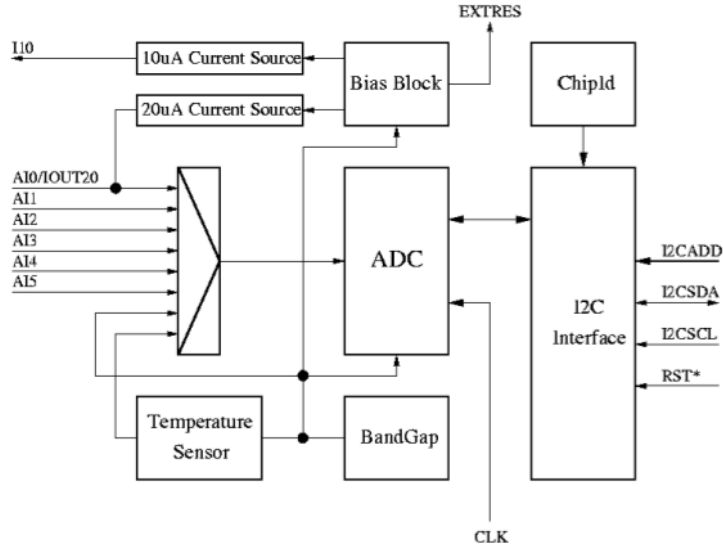 EXTRES
I10
10uA Current Source
Bias Block
ChipId
20uA Current Source
AI0/IOUT20
AI1
AI2
AI3
AI4
AI5
ADC
I2C
Interface
I2CADD
I2CSDA
I2CSCL
RST*
Temperature
Sensor
BandGap
CLK